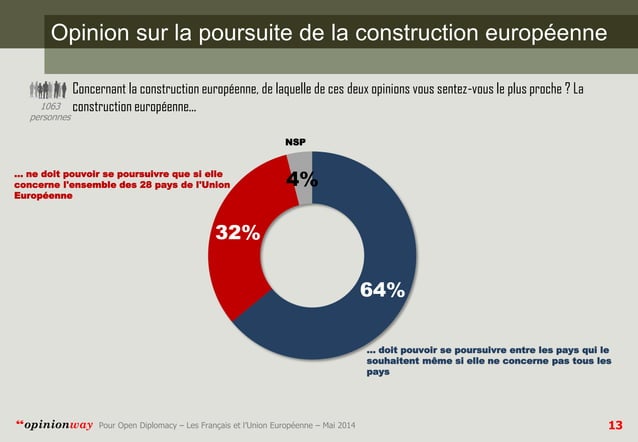 Opinion sur la poursuite de la construction européenne
Concernant la construction européenne, de laquelle de ces deux opinions vous sentez-vous le plus proche ? La
construction européenne...
1063
personnes
NSP
4%
... ne doit pouvoir se poursuivre que si elle
concerne l'ensemble des 28 pays de l'Union
Européenne
32%
64%
... doit pouvoir se poursuivre entre les pays qui le
souhaitent même si elle ne concerne pas tous les
pays
“opinionway Pour Open Diplomacy – Les Français et l'Union Européenne – Mai 2014
13